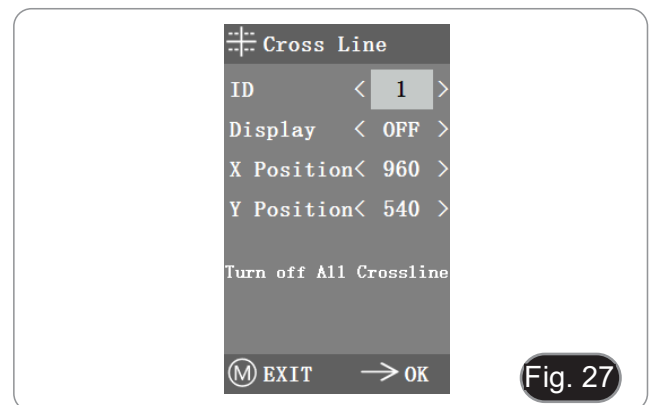 Cross Line
ID < 1 >
Display < OFF >
X Position< 960 >
Y Position< 540 >
Turn off All Crossline
M EXIT → OK
Fig. 27